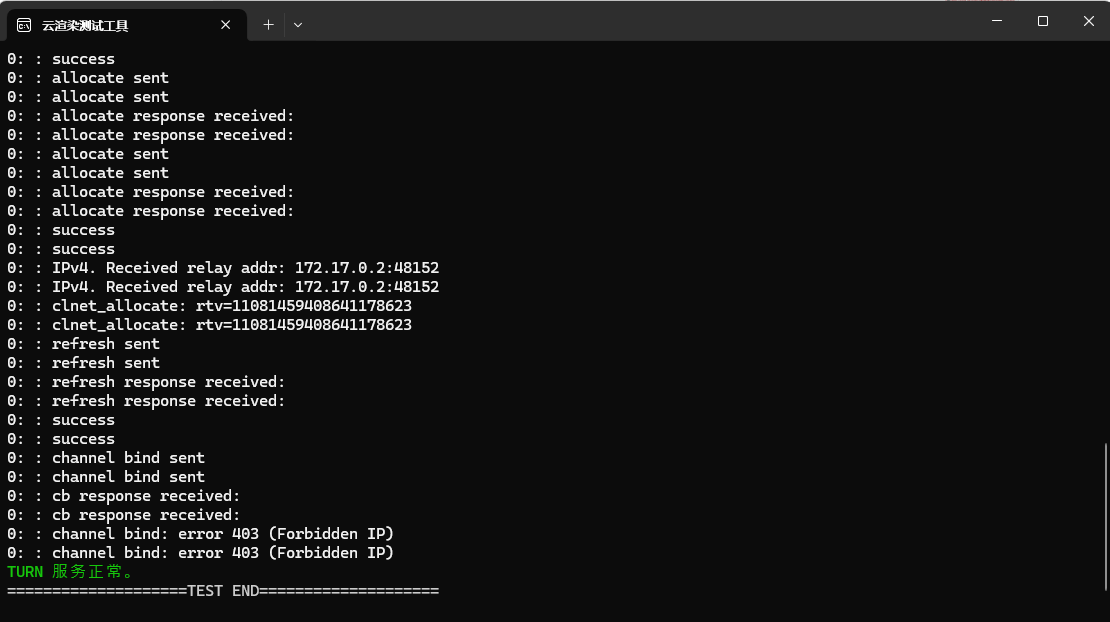 云渲染测试工具
0: : success
0: : allocate sent
0: : allocate sent
0: : allocate response received:
0: : allocate response received:
0: : allocate sent
0: : allocate sent
0: : allocate response received:
0: : allocate response received:
0: : success
0: : success
0: : IPv4. Received relay addr: 172.17.0.2:48152
0: : IPv4. Received relay addr: 172.17.0.2:48152
0: : clnet_allocate: rtv=11081459408641178623
0: : clnet_allocate: rtv=11081459408641178623
0: : refresh sent
0: : refresh sent
0: : refresh response received:
0: : refresh response received:
0: : success
0: : success
0: : channel bind sent
0: : channel bind sent
0: : cb response received:
0: : cb response received:
0: : channel bind: error 403 (Forbidden IP)
0: : channel bind: error 403 (Forbidden IP)
TURN 服务正常。
====================TEST END====================